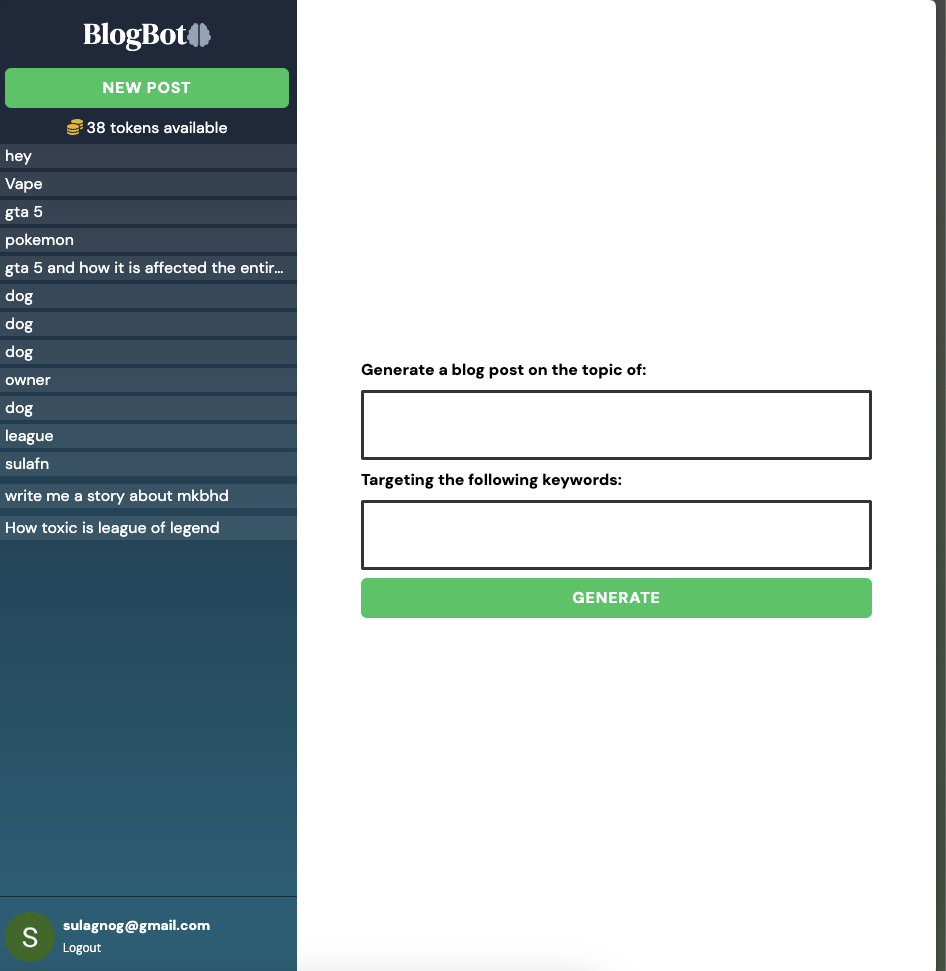 BlogBot
NEW POST
38 tokens available
hey
Vape
gta 5
pokemon
gta 5 and how it is affected the entir...
dog
dog
dog
owner
dog
league
sulafn
write me a story about mkbhd
How toxic is league of legend
S
sulagnog@gmail.com
Logout
Generate a blog post on the topic of:
Targeting the following keywords:
GENERATE